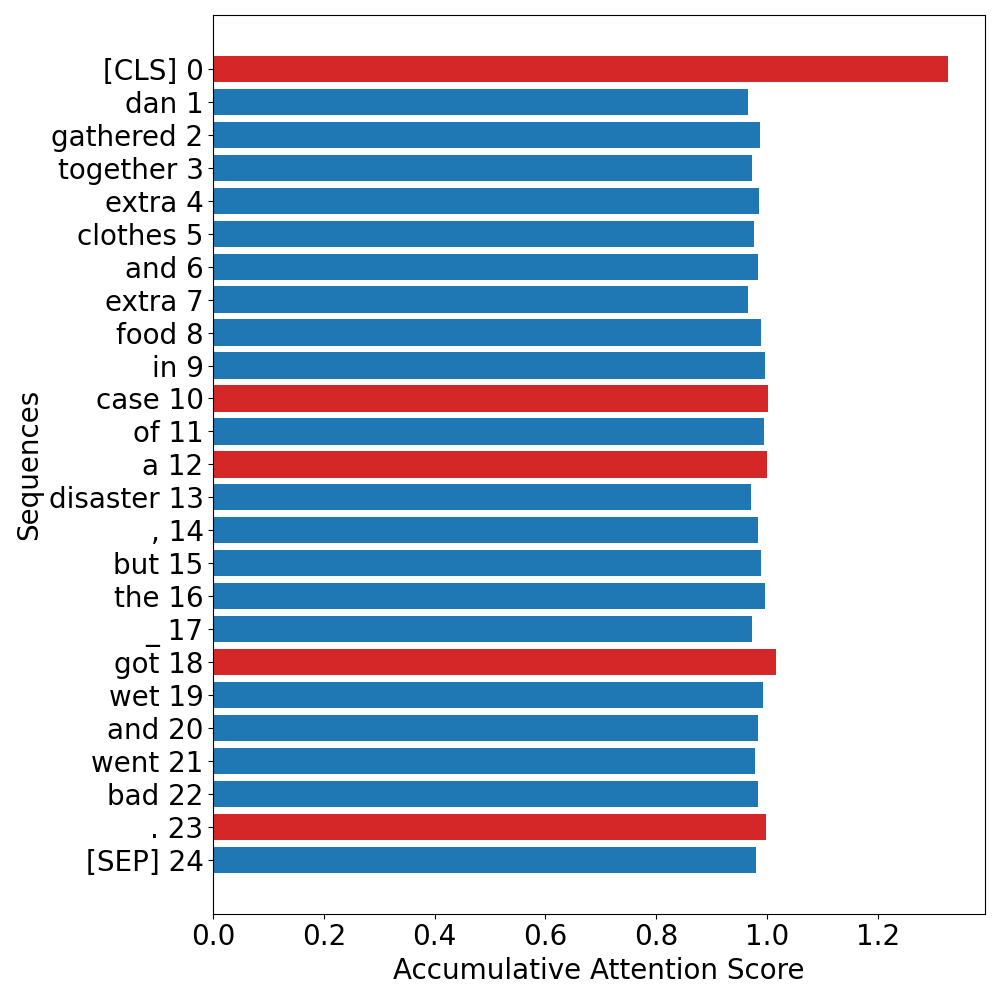 [CLS] 0
dan 1
gathered 2
together 3
extra 4
clothes 5
and 6
extra 7
food 8
in 9
case 10
of 11
a 12
disaster 13
, 14
but 15
the 16
_ 17
got 18
wet 19
and 20
went 21
bad 22
. 23
[SEP] 24
Sequences
0.0 0.2 0.4 0.6 0.8 1.0 1.2
Accumulative Attention Score